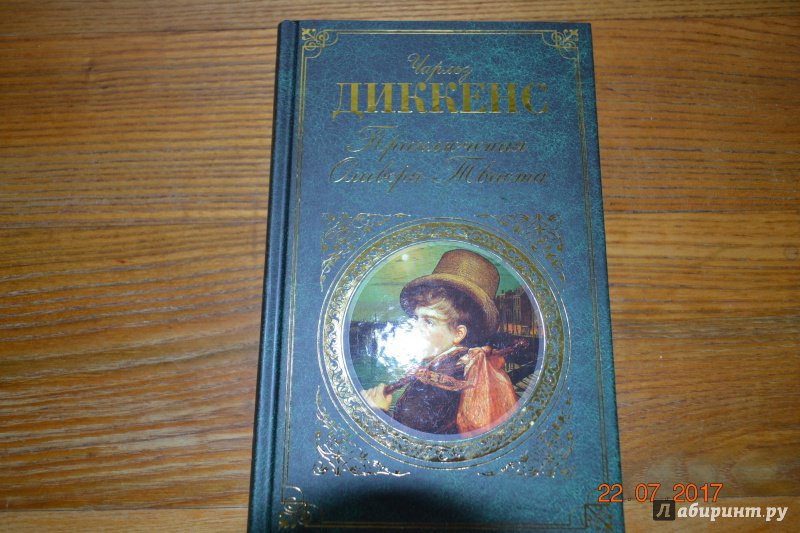 Чарльз
ДИККЕНС
Приключения
Оливера Твиста
22.07.2017
Лабиринт.ру